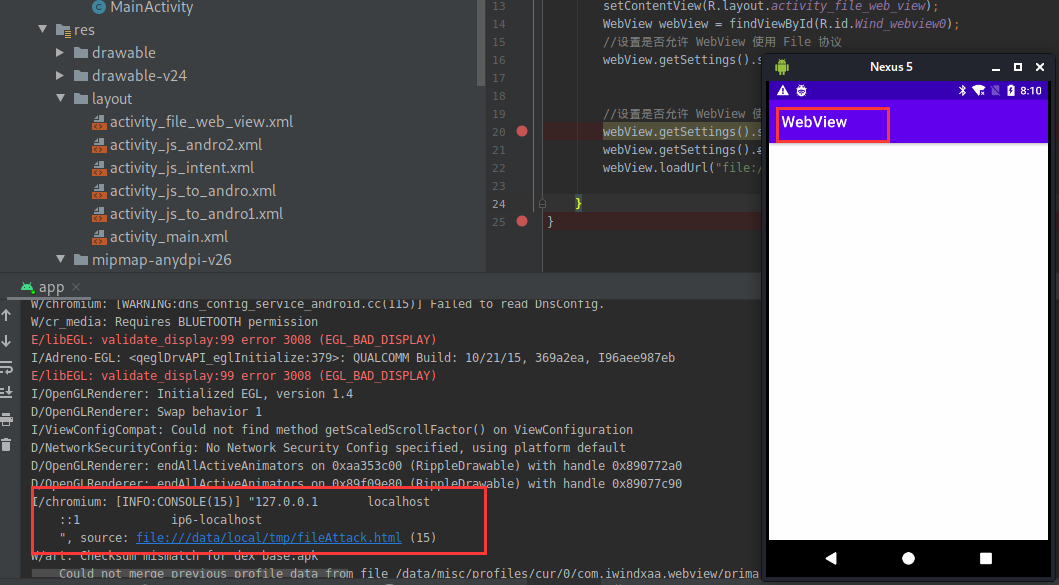 MainActivity
res
drawable
drawable-v24
layout
activity_file_web_view.xml
activity_js_andro2.xml
activity_js_intent.xml
activity_js_to_andro.xml
activity_js_to_andro1.xml
activity_main.xml
mipmap-anydpi-v26
13 setContentView(R.layout.activity_file_web_view);
14 WebView webView = findViewById(R.id.Wind_webview0);
15 //设置是否允许 WebView 使用 File 协议
16 webView.getSettings().s
17
18
19 //设置是否允许 WebView 使
20 webView.getSettings().s
21 webView.getSettings().
22 webView.loadUrl("file:/
23
24 }
25 }
Nexus 5
8:10
WebView
app
W/chromium: [WARNING:dns_config_service_android.cc(115)] Failed to read DnsConfig.
W/cr_media: Requires BLUETOOTH permission
E/libEGL: validate_display:99 error 3008 (EGL_BAD_DISPLAY)
I/Adreno-EGL: <qeglDrvAPI_eglInitialize:379>: QUALCOMM Build: 10/21/15, 369a2ea, I96aee987eb
E/libEGL: validate_display:99 error 3008 (EGL_BAD_DISPLAY)
I/OpenGLRenderer: Initialized EGL, version 1.4
D/OpenGLRenderer: Swap behavior 1
I/ViewConfigCompat: Could not find method getScaledScrollFactor() on ViewConfiguration
D/NetworkSecurityConfig: No Network Security Config specified, using platform default
D/OpenGLRenderer: endAllActiveAnimators on 0xaa353c00 (RippleDrawable) with handle 0x890772a0
D/OpenGLRenderer: endAllActiveAnimators on 0x89f09e80 (RippleDrawable) with handle 0x89077c90
I/chromium: [INFO:CONSOLE(15)] "127.0.0.1 localhost
::1 ip6-localhost
", source: file:///data/local/tmp/fileAttack.html (15)
W/art: Checksum mismatch for dex base.apk
Could not merge previous profile data from file /data/misc/profiles/cur/0/com.iwindxaa.webview/prima